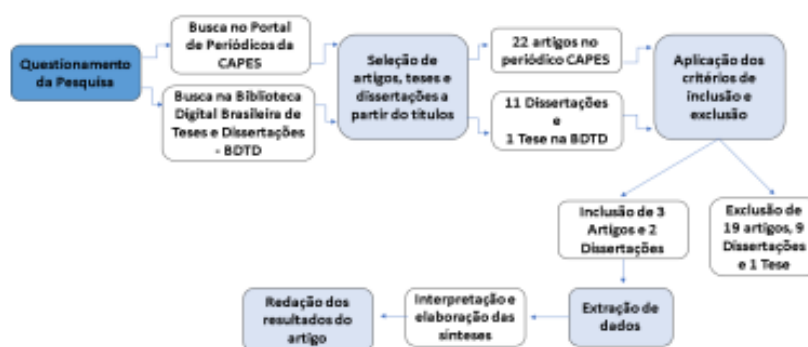 Questionamento
da Pesquisa
Busca no Portal
de Periódicos da
CAPES
Busca na Biblioteca
Digital Brasileira de
Teses e Dissertações
- BDTD
Seleção de
artigos, teses e
dissertações a
partir do títulos
22 artigos no
periódico CAPES
11 Dissertações
e
1 Tese na BDTD
Aplicação dos
critérios de
inclusão e
exclusão
Inclusão de 3
Artigos e 2
Dissertações
Exclusão de
19 artigos, 9
Dissertações
e 1 Tese
Extração de
dados
Interpretação e
elaboração das
sínteses
Redação dos
resultados do
artigo